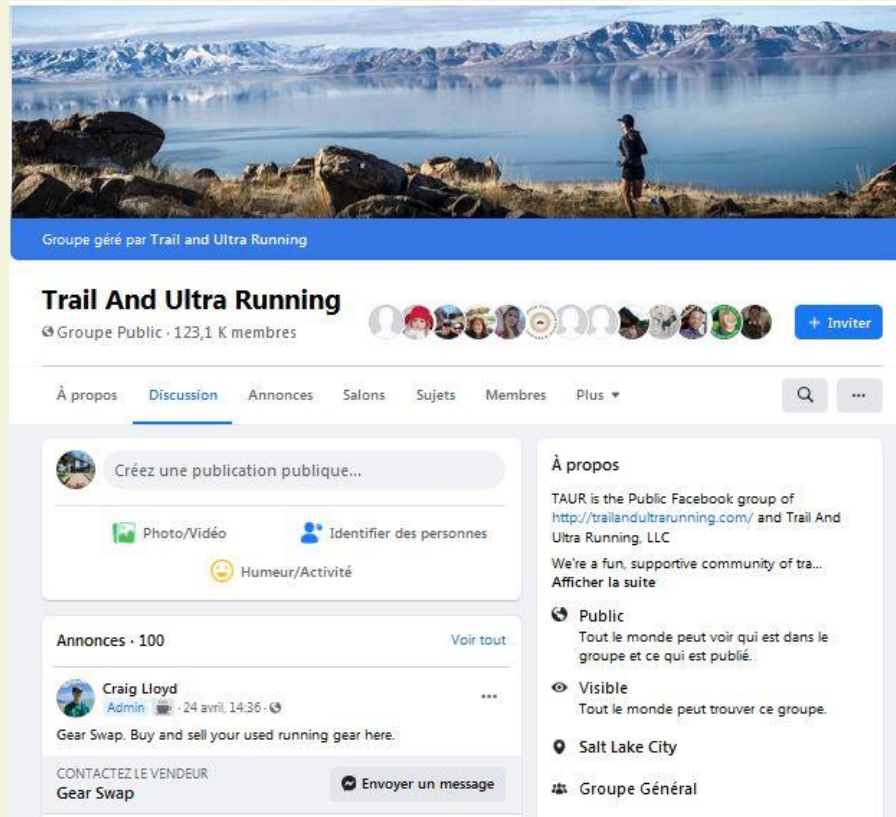 Groupe géré par Trail and Ultra Running
Trail And Ultra Running
Groupe Public · 123,1 K membres
+ Inviter
À propos
Discussion
Annonces
Salons
Sujets
Membres
Plus
Créez une publication publique...
Photo/Vidéo
Identifier des personnes
Humeur/Activité
Annonces · 100
Voir tout
Craig Lloyd
Admin · 24 avril, 14:36 ·
Gear Swap. Buy and sell your used running gear here.
CONTACTEZ LE VENDEUR
Gear Swap
Envoyer un message
À propos
TAUR is the Public Facebook group of
http://trailandultrarunning.com/ and Trail And
Ultra Running, LLC
We're a fun, supportive community of tra...
Afficher la suite
Public
Tout le monde peut voir qui est dans le
groupe et ce qui est publié.
Visible
Tout le monde peut trouver ce groupe.
Salt Lake City
Groupe Général